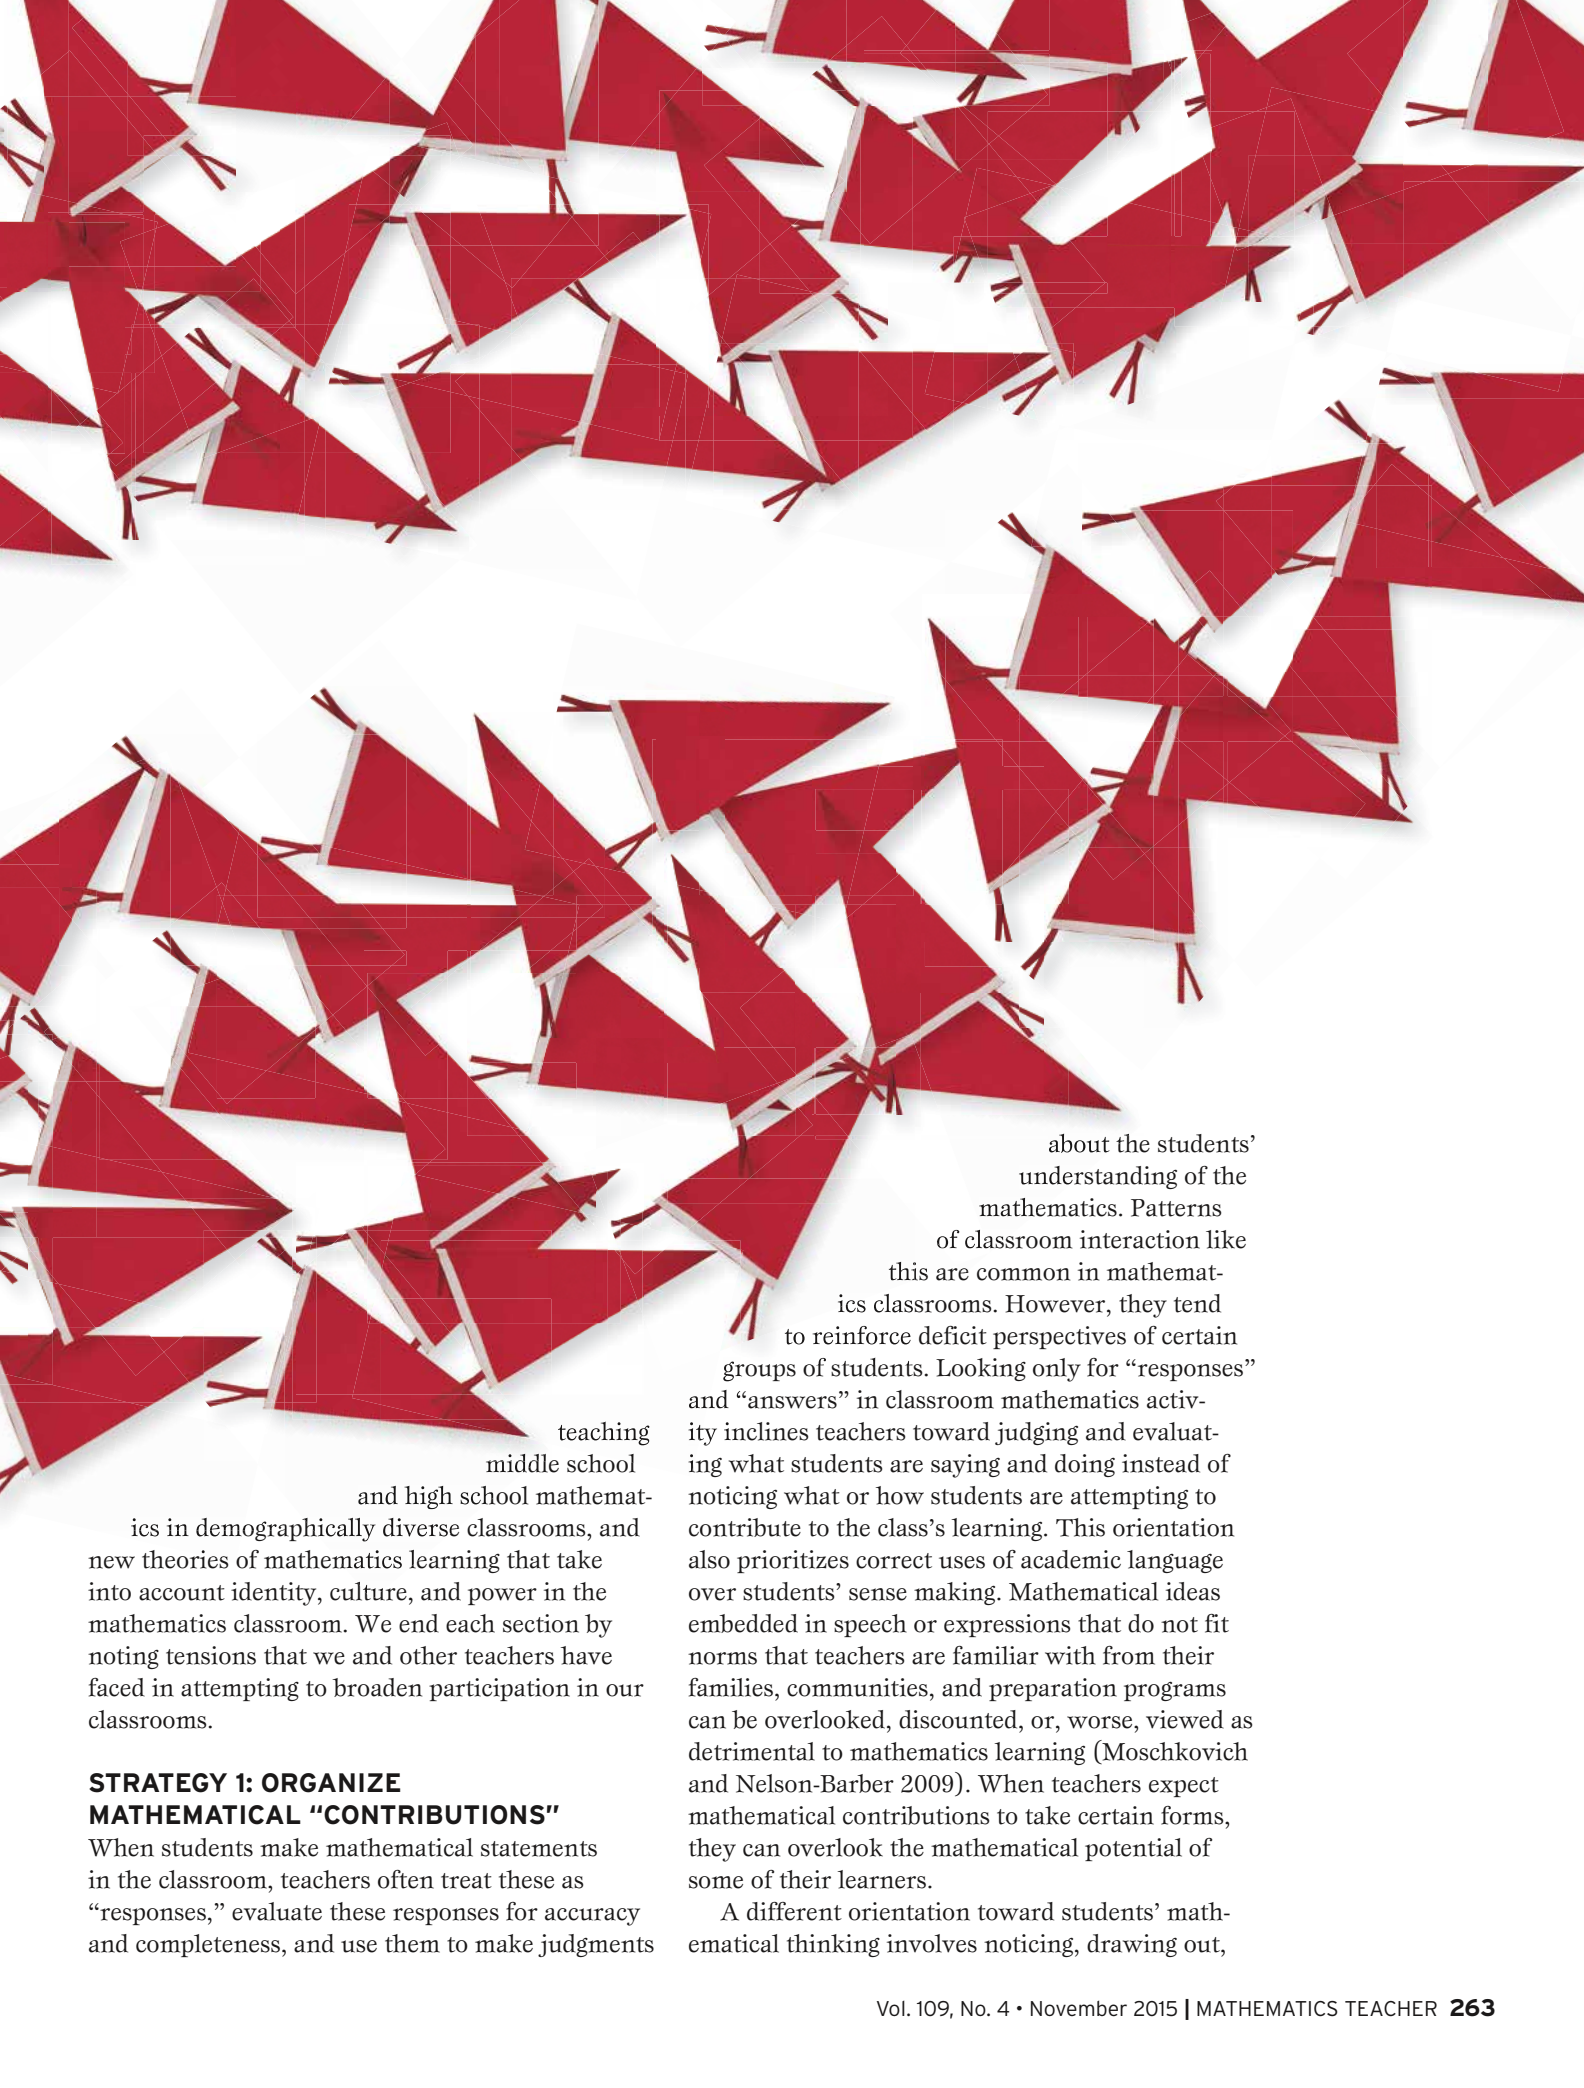 teaching
middle school
and high school mathemat-
ics in demographically diverse classrooms, and
new theories of mathematics learning that take
into account identity, culture, and power in the
mathematics classroom. We end each section by
noting tensions that we and other teachers have
faced in attempting to broaden participation in our
classrooms.
STRATEGY 1: ORGANIZE
MATHEMATICAL “CONTRIBUTIONS”
When students make mathematical statements
in the classroom, teachers often treat these as
“responses,” evaluate these responses for accuracy
and completeness, and use them to make judgments
about the students’
understanding of the
mathematics. Patterns
of classroom interaction like
this are common in mathemat-
ics classrooms. However, they tend
to reinforce deficit perspectives of certain
groups of students. Looking only for “responses”
and “answers” in classroom mathematics activ-
ity inclines teachers toward judging and evaluat-
ing what students are saying and doing instead of
noticing what or how students are attempting to
contribute to the class’s learning. This orientation
also prioritizes correct uses of academic language
over students’ sense making. Mathematical ideas
embedded in speech or expressions that do not fit
norms that teachers are familiar with from their
families, communities, and preparation programs
can be overlooked, discounted, or, worse, viewed as
detrimental to mathematics learning (Moschkovich
and Nelson-Barber 2009). When teachers expect
mathematical contributions to take certain forms,
they can overlook the mathematical potential of
some of their learners.
A different orientation toward students’ math-
ematical thinking involves noticing, drawing out,
Vol. 109, No. 4 • November 2015 | MATHEMATICS TEACHER 263